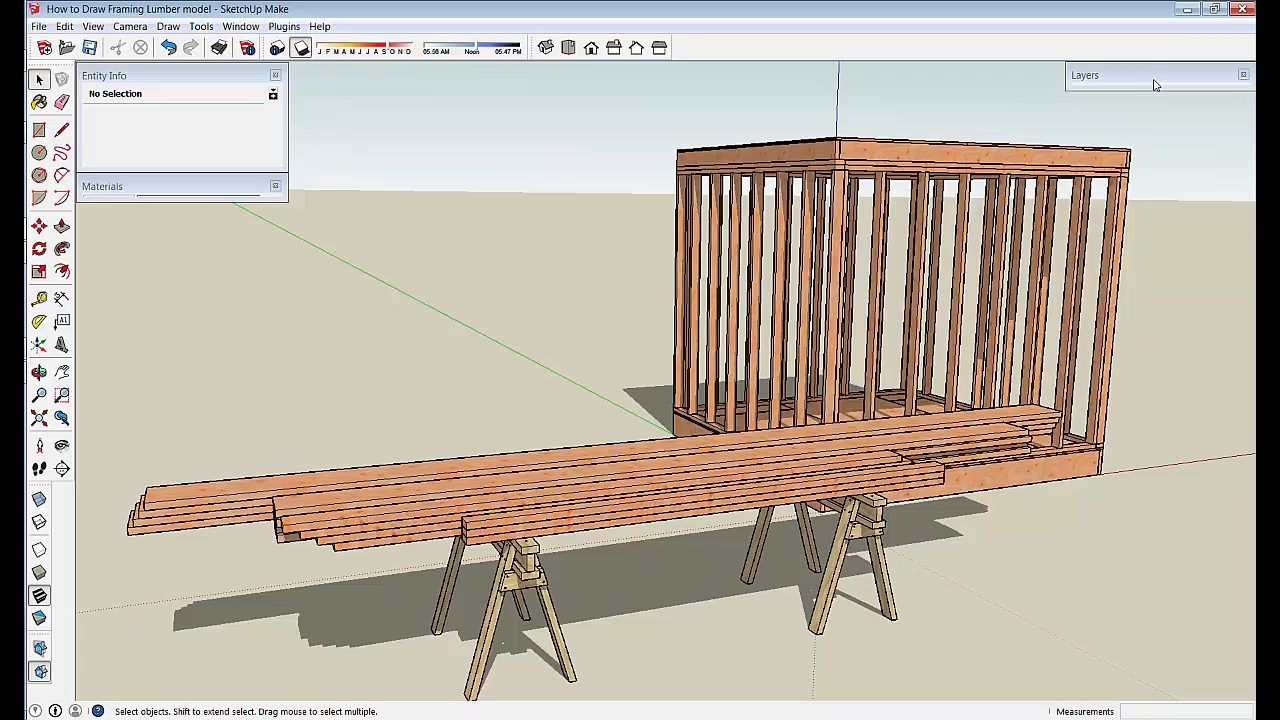 How to Draw Framing Lumber model - SketchUp Make
File Edit View Camera Draw Tools Window Plugins Help
J F M A M J J A S O N D
05:56 AM Noon 05:47 PM
Entity Info
No Selection
Materials
Layers
A1
Select objects. Shift to extend select. Drag mouse to select multiple.
Measurements